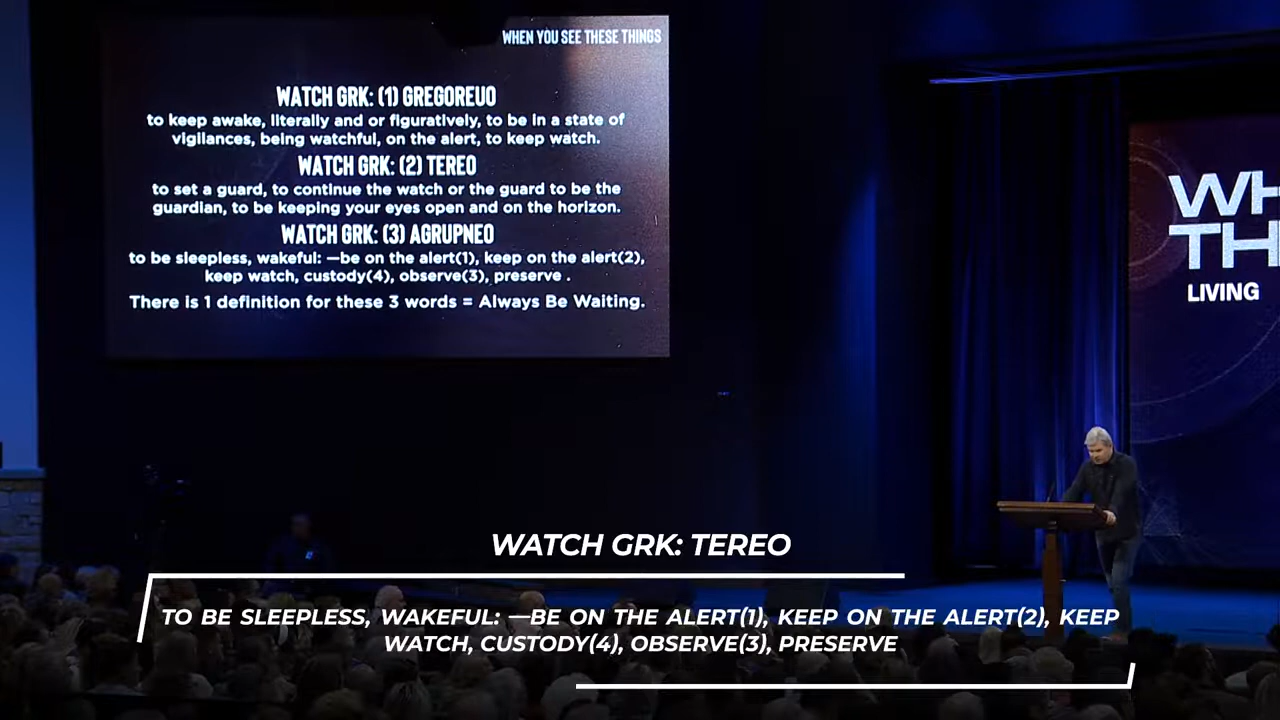 WHEN YOU SEE THESE THINGS
WATCH GRK: (1) GREGOREUO
to keep awake, literally and or figuratively, to be in a state of
vigilances, being watchful, on the alert, to keep watch.
WATCH GRK: (2) TEREO
to set a guard, to continue the watch or the guard to be the
guardian, to be keeping your eyes open and on the horizon.
WATCH GRK: (3) AGRUPNEO
to be sleepless, wakeful: —be on the alert(1), keep on the alert(2),
keep watch, custody(4), observe(3), preserve .
There is 1 definition for these 3 words = Always Be Waiting.
WH
TH
LIVING
WATCH GRK: TEREO
TO BE SLEEPLESS, WAKEFUL: —BE ON THE ALERT(1), KEEP ON THE ALERT(2), KEEP
WATCH, CUSTODY(4), OBSERVE(3), PRESERVE